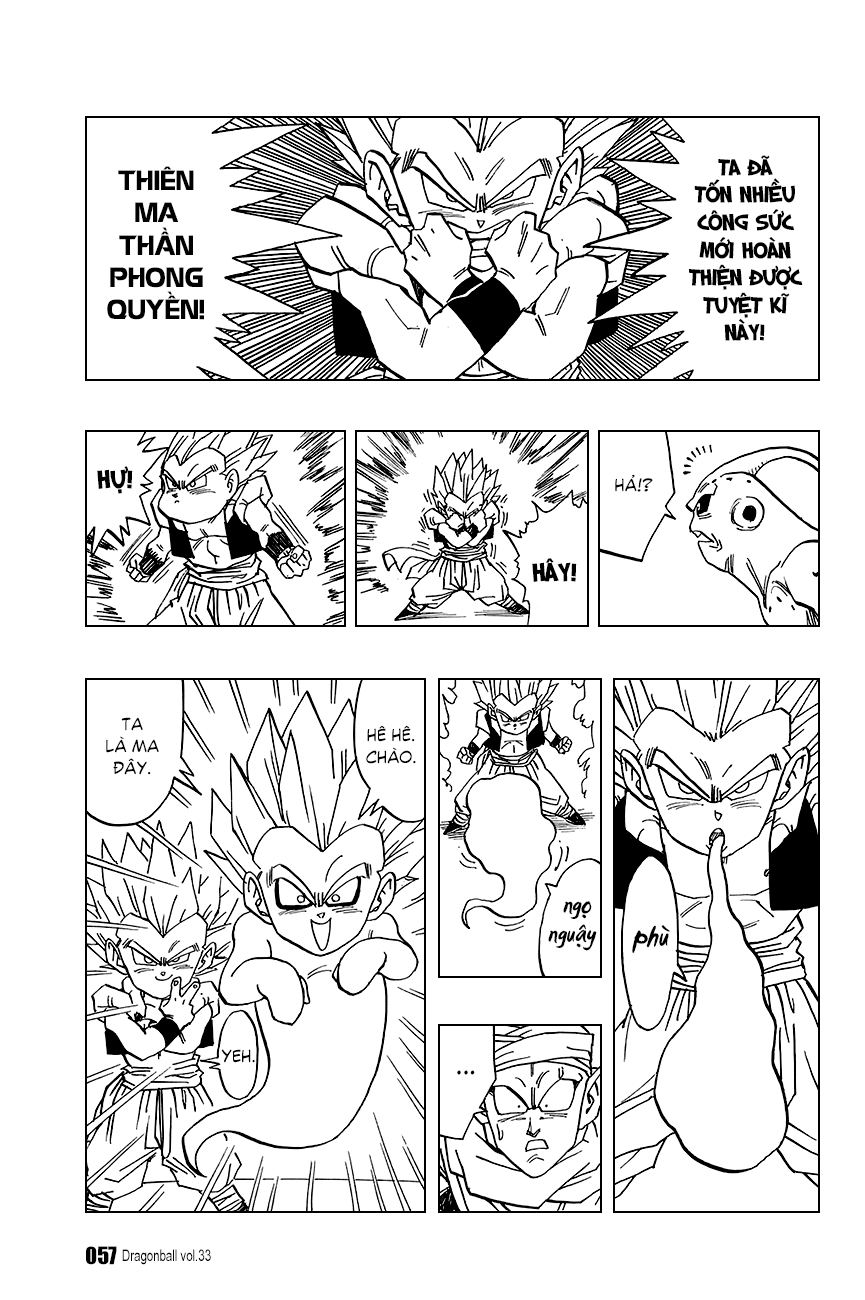 TA ĐÃ
TỐN NHIỀU
CÔNG SỨC
MỚI HOÀN
THIỆN ĐƯỢC
TUYỆT KĨ
NÀY!
THIÊN
MA
THẦN
PHONG
QUYỀN!
HẢ!?
HÂY!
HỰ!
phù
ngọ
nguậy
...
HÊ HÊ.
CHÀO.
TA
LÀ MA
ĐÂY.
YEH.
057 Dragonball vol.33